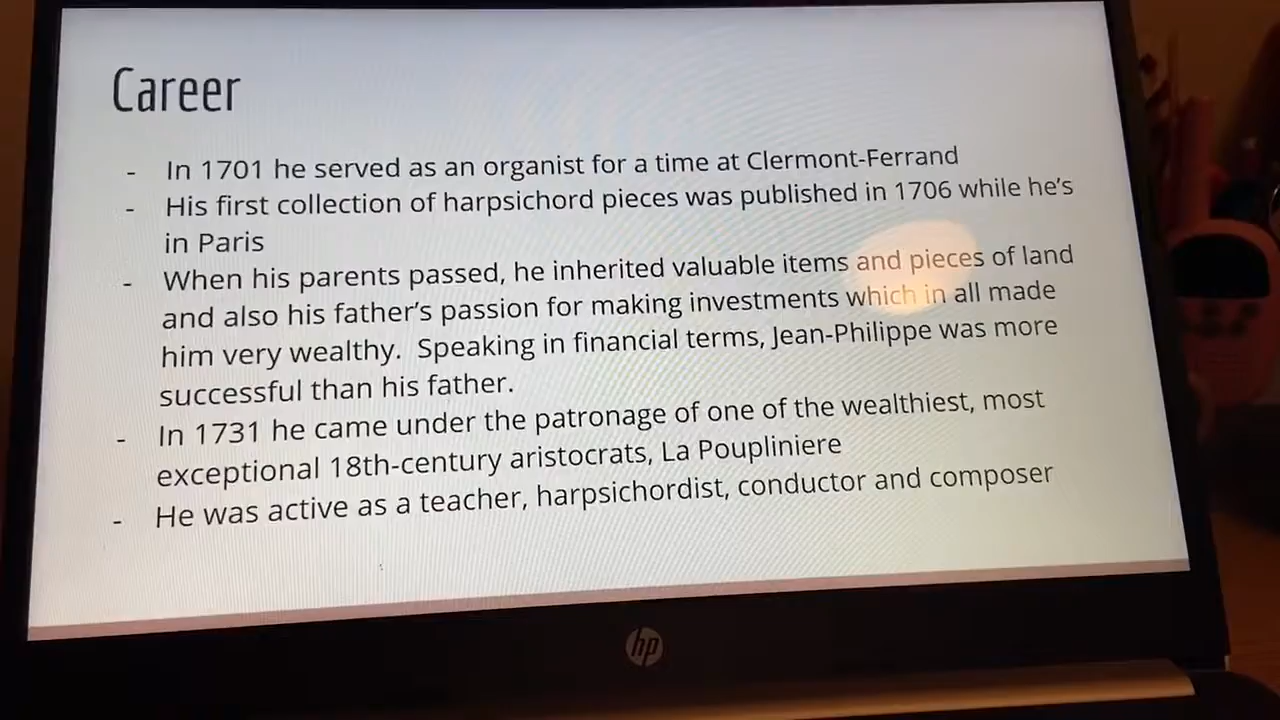 Career
- In 1701 he served as an organist for a time at Clermont-Ferrand
- His first collection of harpsichord pieces was published in 1706 while he's
in Paris
- When his parents passed, he inherited valuable items and pieces of land
and also his father's passion for making investments which in all made
him very wealthy. Speaking in financial terms, Jean-Philippe was more
successful than his father.
- In 1731 he came under the patronage of one of the wealthiest, most
exceptional 18th-century aristocrats, La Poupliniere
- He was active as a teacher, harpsichordist, conductor and composer
hp